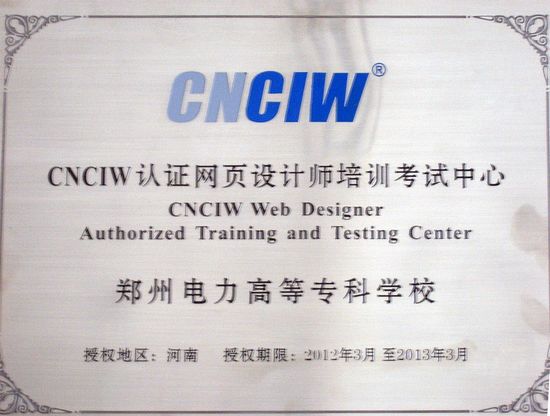 CNCIW®
CNCIW认证网页设计师培训考试中心
CNCIW Web Designer
Authorized Training and Testing Center
郑州电力高等专科学校
授权地区：河南 授权期限：2012年3月 至2013年3月